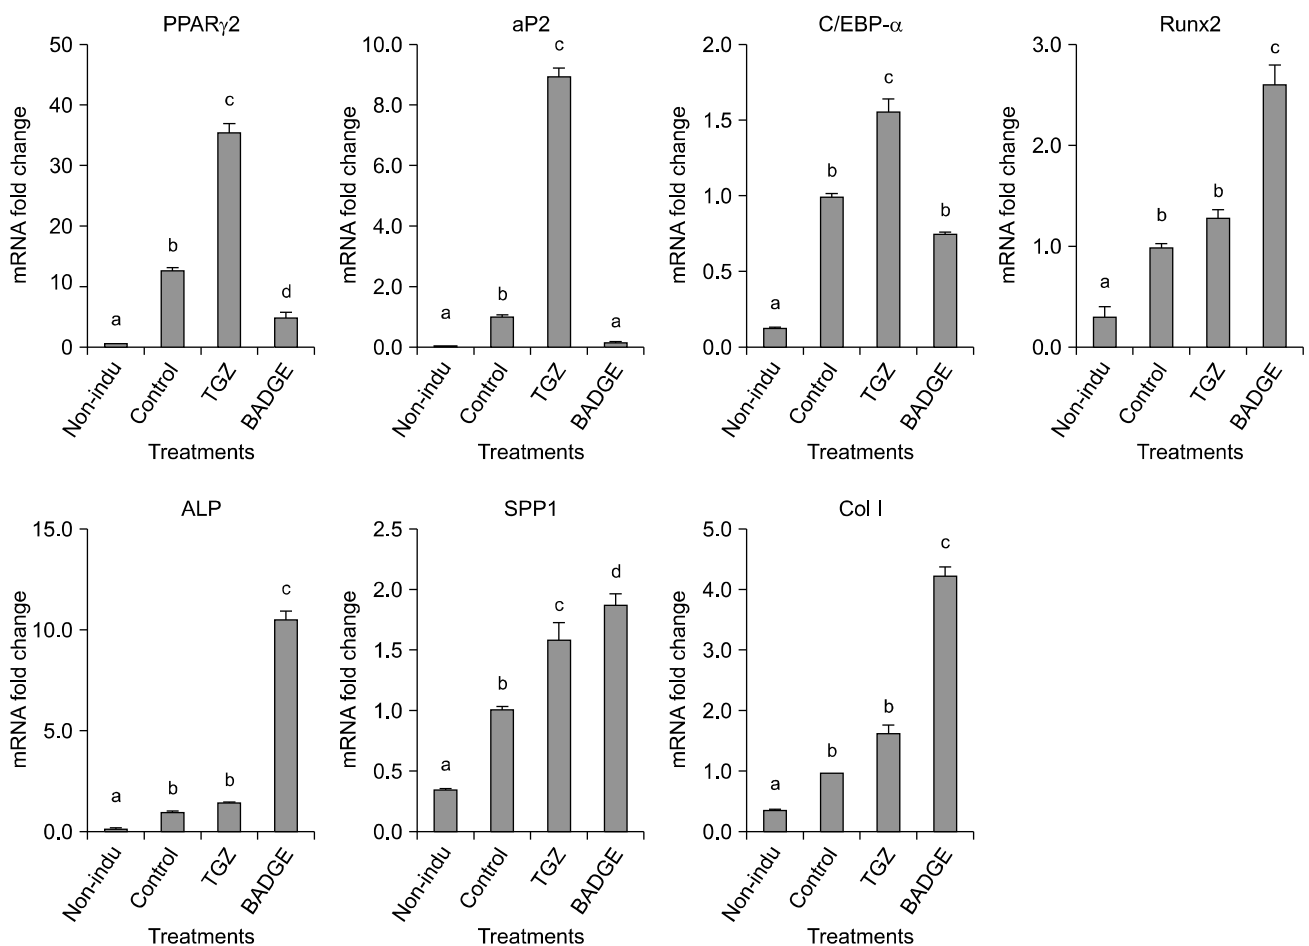 PPARγ2
mRNA fold change
50
40
30
20
10
0
a
b
c
d
Non-indu
Control
TGZ
BADGE
Treatments
aP2
mRNA fold change
10.0
8.0
6.0
4.0
2.0
0.0
a
b
c
a
Non-indu
Control
TGZ
BADGE
Treatments
C/EBP-α
mRNA fold change
2.0
1.5
1.0
0.5
0.0
a
b
c
b
Non-indu
Control
TGZ
BADGE
Treatments
Runx2
mRNA fold change
3.0
2.0
1.0
0.0
a
b
b
c
Non-indu
Control
TGZ
BADGE
Treatments
ALP
mRNA fold change
15.0
10.0
5.0
0.0
a
b
b
c
Non-indu
Control
TGZ
BADGE
Treatments
SPP1
mRNA fold change
2.5
2.0
1.5
1.0
0.5
0.0
a
b
c
d
Non-indu
Control
TGZ
BADGE
Treatments
Col I
mRNA fold change
5.0
4.0
3.0
2.0
1.0
0.0
a
b
b
c
Non-indu
Control
TGZ
BADGE
Treatments